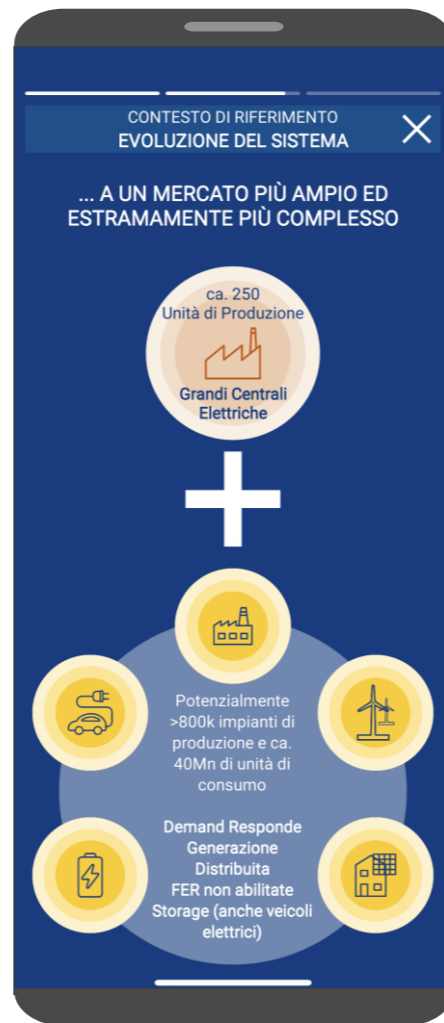 CONTESTO DI RIFERIMENTO
EVOLUZIONE DEL SISTEMA
... A UN MERCATO PIÙ AMPIO ED
ESTRAMAMENTE PIÙ COMPLESSO
ca. 250
Unità di Produzione
Grandi Centrali
Elettriche
Potenzialmente
>800k impianti di
produzione e ca.
40Mn di unità di
consumo
Demand Responde
Generazione
Distribuita
FER non abilitate
Storage (anche veicoli
elettrici)